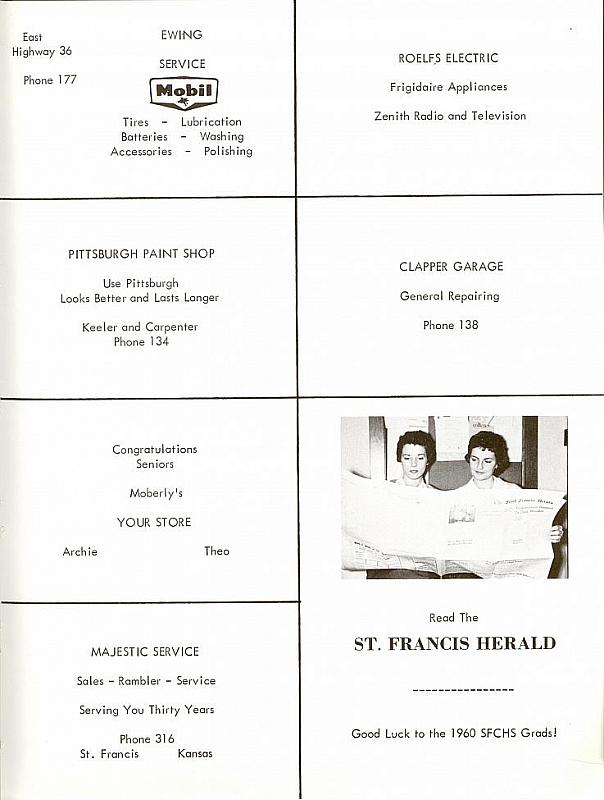 East
Highway 36
Phone 177
EWING
SERVICE
Mobil
Tires - Lubrication
Batteries - Washing
Accessories - Polishing
ROELFS ELECTRIC
Frigidaire Appliances
Zenith Radio and Television
PITTSBURGH PAINT SHOP
Use Pittsburgh
Looks Better and Lasts Longer
Keeler and Carpenter
Phone 134
CLAPPER GARAGE
General Repairing
Phone 138
Congratulations
Seniors
Moberly's
YOUR STORE
Archie Theo
The Saint Francis Herald
Read The
ST. FRANCIS HERALD
----------------
Good Luck to the 1960 SFCHS Grads!
MAJESTIC SERVICE
Sales - Rambler - Service
Serving You Thirty Years
Phone 316
St. Francis Kansas